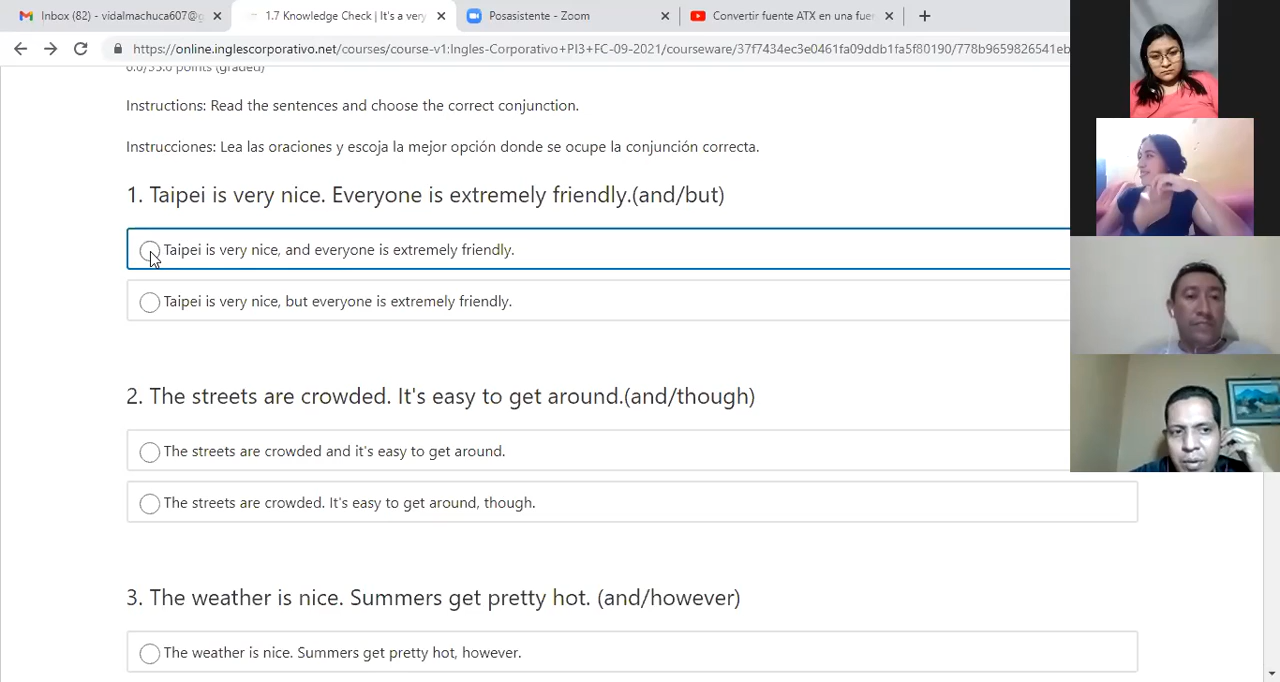 Inbox (82) - vidalmachuca607@g
1.7 Knowledge Check | It's a very
Posasistente - Zoom
Convertir fuente ATX en una fue
https://online.inglescorporativo.net/courses/course-v1:Ingles-Corporativo+PI3+FC-09-2021/courseware/37f7434ec3e0461fa09ddb1fa5f80190/778b9659826541eb
0.0/35.0 points (graded)
Instructions: Read the sentences and choose the correct conjunction.
Instrucciones: Lea las oraciones y escoja la mejor opción donde se ocupe la conjunción correcta.
1. Taipei is very nice. Everyone is extremely friendly.(and/but)
Taipei is very nice, and everyone is extremely friendly.
Taipei is very nice, but everyone is extremely friendly.
2. The streets are crowded. It's easy to get around.(and/though)
The streets are crowded and it's easy to get around.
The streets are crowded. It's easy to get around, though.
3. The weather is nice. Summers get pretty hot. (and/however)
The weather is nice. Summers get pretty hot, however.